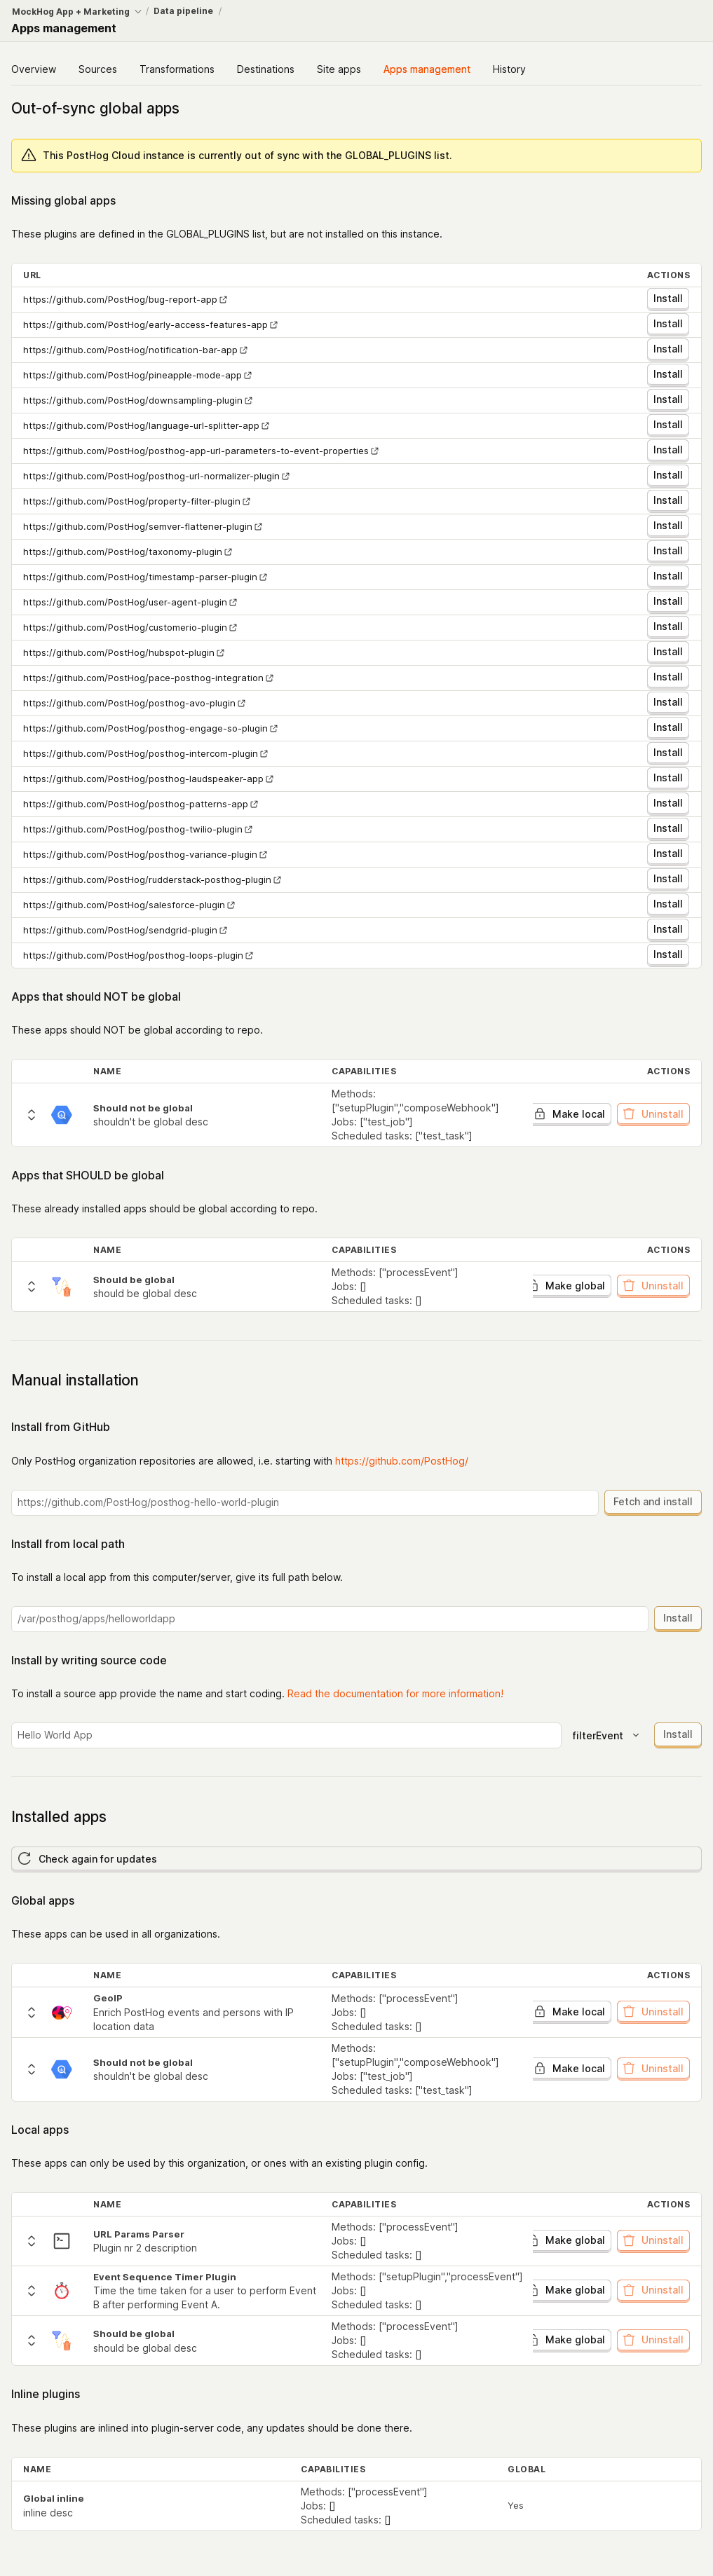 MockHog App + Marketing / Data pipeline /
Apps management
Overview Sources Transformations Destinations Site apps Apps management History
Out-of-sync global apps
This PostHog Cloud instance is currently out of sync with the GLOBAL_PLUGINS list.
Missing global apps
These plugins are defined in the GLOBAL_PLUGINS list, but are not installed on this instance.
URL ACTIONS
https://github.com/PostHog/bug-report-app Install
https://github.com/PostHog/early-access-features-app Install
https://github.com/PostHog/notification-bar-app Install
https://github.com/PostHog/pineapple-mode-app Install
https://github.com/PostHog/downsampling-plugin Install
https://github.com/PostHog/language-url-splitter-app Install
https://github.com/PostHog/posthog-app-url-parameters-to-event-properties Install
https://github.com/PostHog/posthog-url-normalizer-plugin Install
https://github.com/PostHog/property-filter-plugin Install
https://github.com/PostHog/semver-flattener-plugin Install
https://github.com/PostHog/taxonomy-plugin Install
https://github.com/PostHog/timestamp-parser-plugin Install
https://github.com/PostHog/user-agent-plugin Install
https://github.com/PostHog/customerio-plugin Install
https://github.com/PostHog/hubspot-plugin Install
https://github.com/PostHog/pace-posthog-integration Install
https://github.com/PostHog/posthog-avo-plugin Install
https://github.com/PostHog/posthog-engage-so-plugin Install
https://github.com/PostHog/posthog-intercom-plugin Install
https://github.com/PostHog/posthog-laudspeaker-app Install
https://github.com/PostHog/posthog-patterns-app Install
https://github.com/PostHog/posthog-twilio-plugin Install
https://github.com/PostHog/posthog-variance-plugin Install
https://github.com/PostHog/rudderstack-posthog-plugin Install
https://github.com/PostHog/salesforce-plugin Install
https://github.com/PostHog/sendgrid-plugin Install
https://github.com/PostHog/posthog-loops-plugin Install
Apps that should NOT be global
These apps should NOT be global according to repo.
NAME CAPABILITIES ACTIONS
Should not be global
shouldn't be global desc
Methods:
["setupPlugin","composeWebhook"]
Jobs: ["test_job"]
Scheduled tasks: ["test_task"]
Make local Uninstall
Apps that SHOULD be global
These already installed apps should be global according to repo.
NAME CAPABILITIES ACTIONS
Should be global
should be global desc
Methods: ["processEvent"]
Jobs: []
Scheduled tasks: []
Make global Uninstall
Manual installation
Install from GitHub
Only PostHog organization repositories are allowed, i.e. starting with https://github.com/PostHog/
https://github.com/PostHog/posthog-hello-world-plugin Fetch and install
Install from local path
To install a local app from this computer/server, give its full path below.
/var/posthog/apps/helloworldapp Install
Install by writing source code
To install a source app provide the name and start coding. Read the documentation for more information!
Hello World App filterEvent Install
Installed apps
Check again for updates
Global apps
These apps can be used in all organizations.
NAME CAPABILITIES ACTIONS
GeoIP
Enrich PostHog events and persons with IP
location data
Methods: ["processEvent"]
Jobs: []
Scheduled tasks: []
Make local Uninstall
Should not be global
shouldn't be global desc
Methods:
["setupPlugin","composeWebhook"]
Jobs: ["test_job"]
Scheduled tasks: ["test_task"]
Make local Uninstall
Local apps
These apps can only be used by this organization, or ones with an existing plugin config.
NAME CAPABILITIES ACTIONS
URL Params Parser
Plugin nr 2 description
Methods: ["processEvent"]
Jobs: []
Scheduled tasks: []
Make global Uninstall
Event Sequence Timer Plugin
Time the time taken for a user to perform Event
B after performing Event A.
Methods: ["setupPlugin","processEvent"]
Jobs: []
Scheduled tasks: []
Make global Uninstall
Should be global
should be global desc
Methods: ["processEvent"]
Jobs: []
Scheduled tasks: []
Make global Uninstall
Inline plugins
These plugins are inlined into plugin-server code, any updates should be done there.
NAME CAPABILITIES GLOBAL
Global inline
inline desc
Methods: ["processEvent"]
Jobs: []
Scheduled tasks: []
Yes